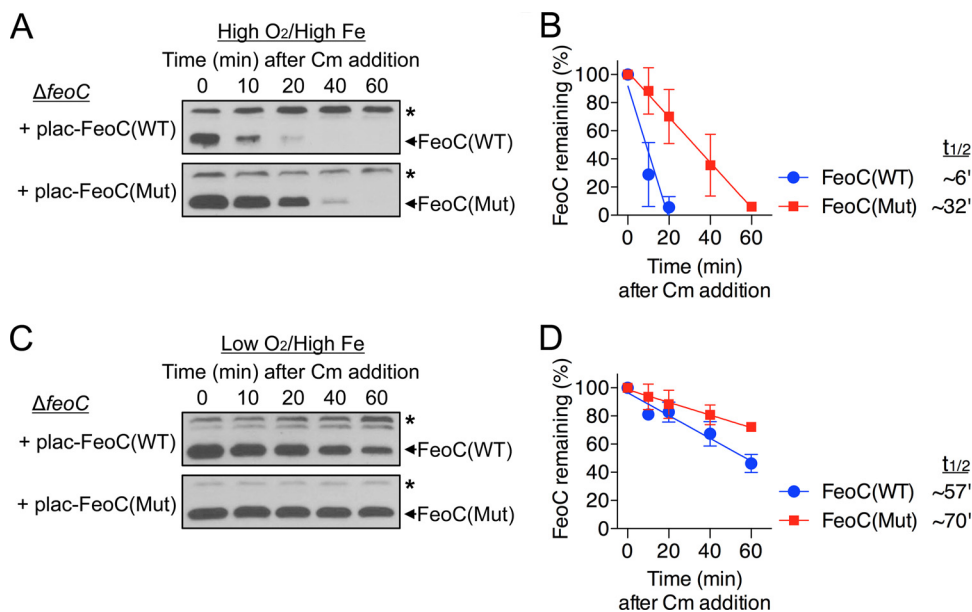 A
High O2/High Fe
Time (min) after Cm addition
0 10 20 40 60
ΔfeoC
*
+ plac-FeoC(WT)
FeoC(WT)
*
+ plac-FeoC(Mut)
FeoC(Mut)
B
FeoC remaining (%)
100
80
60
40
20
0
0 20 40 60
Time (min)
after Cm addition
t1/2
FeoC(WT) ~6'
FeoC(Mut) ~32'
C
Low O2/High Fe
Time (min) after Cm addition
0 10 20 40 60
ΔfeoC
*
+ plac-FeoC(WT)
FeoC(WT)
*
+ plac-FeoC(Mut)
FeoC(Mut)
D
FeoC remaining (%)
100
80
60
40
20
0
0 20 40 60
Time (min)
after Cm addition
t1/2
FeoC(WT) ~57'
FeoC(Mut) ~70'